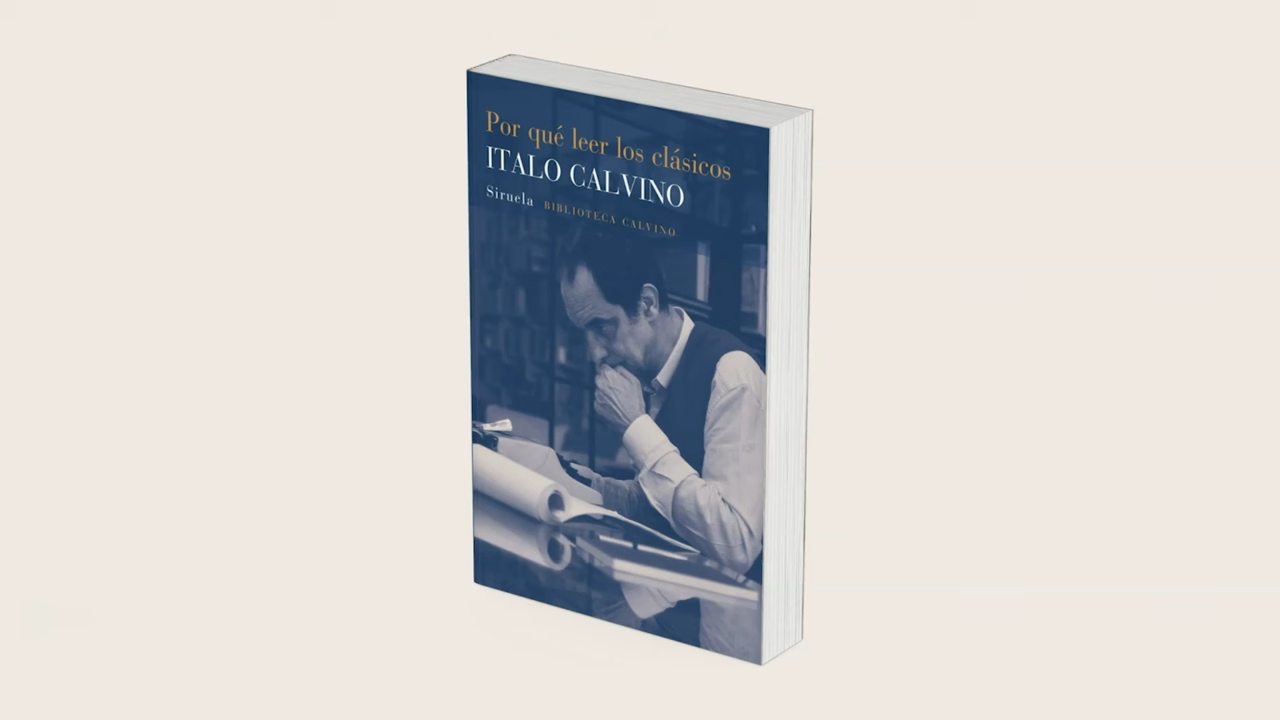 Por qué leer los clásicos
ITALO CALVINO
Siruela BIBLIOTECA CALVINO